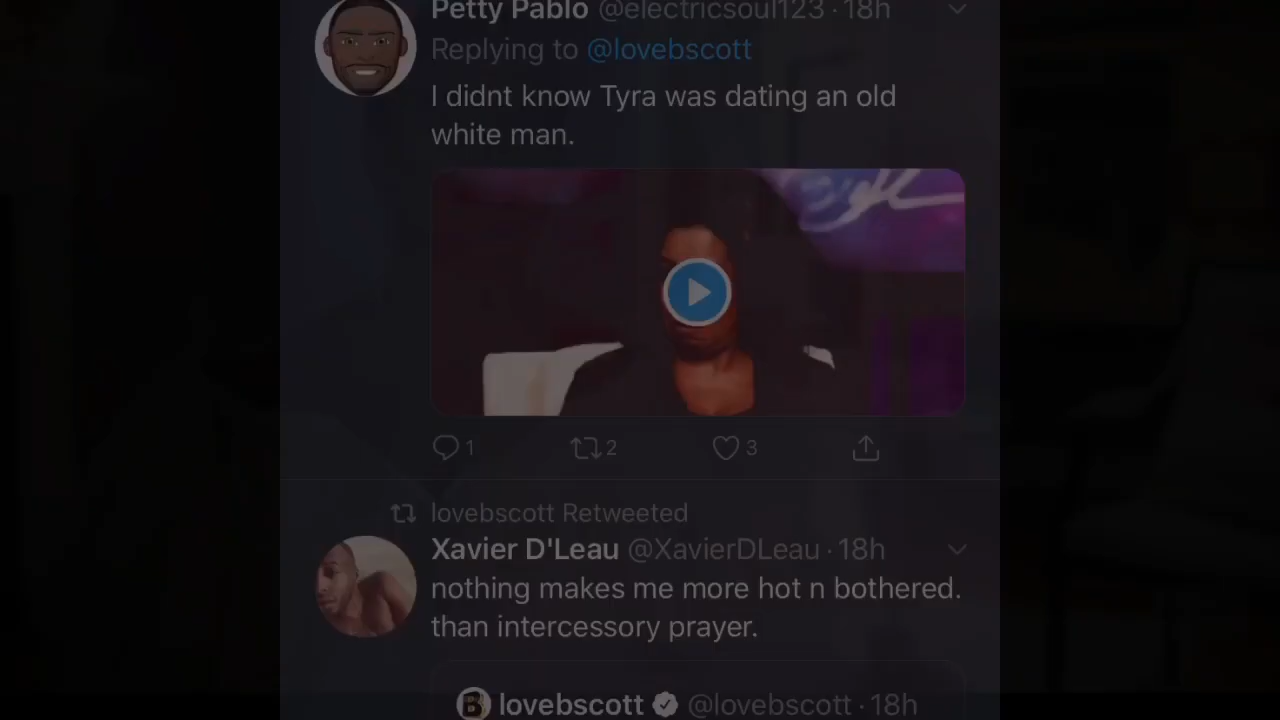 Petty Pablo @electricsoul123 · 18h
Replying to @lovebscott
I didnt know Tyra was dating an old
white man.
1 2 3
lovebscott Retweeted
Xavier D'Leau @XavierDLeau · 18h
nothing makes me more hot n bothered.
than intercessory prayer.
B lovebscott @lovebscott · 18h